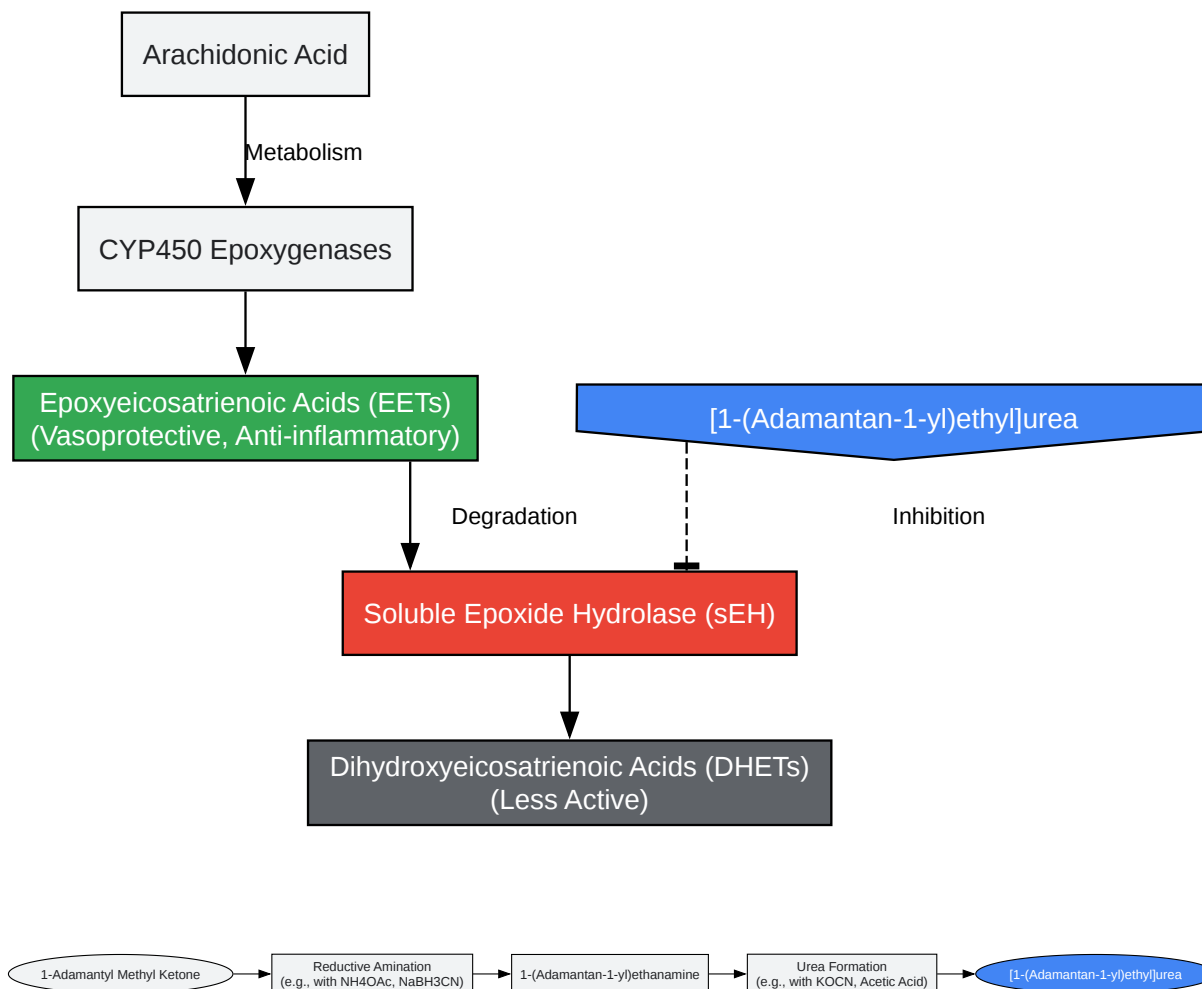 Arachidonic Acid
Metabolism
CYP450 Epoxygenases
Epoxyeicosatrienoic Acids (EETs)
(Vasoprotective, Anti-inflammatory)
[1-(Adamantan-1-yl)ethyl]urea
Degradation
Inhibition
Soluble Epoxide Hydrolase (sEH)
Dihydroxyeicosatrienoic Acids (DHETs)
(Less Active)
1-Adamantyl Methyl Ketone
Reductive Amination
(e.g., with NH4OAc, NaBH3CN)
1-(Adamantan-1-yl)ethanamine
Urea Formation
(e.g., with KOCN, Acetic Acid)
[1-(Adamantan-1-yl)ethyl]urea